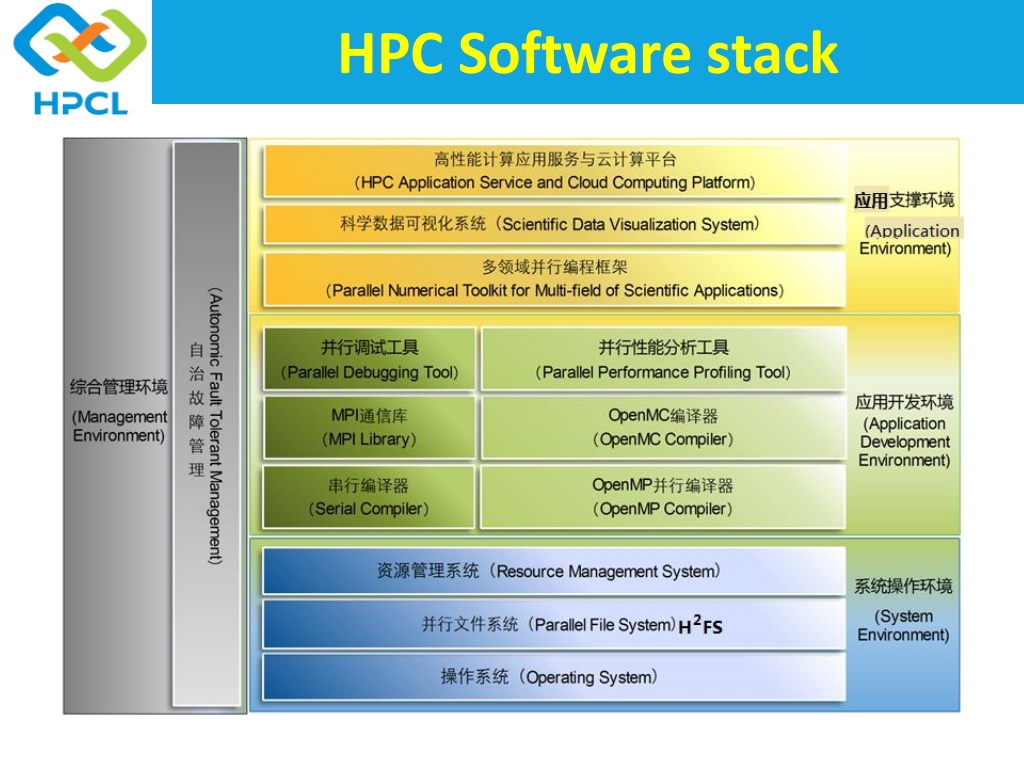 HPCL
HPC Software stack
高性能计算应用服务与云计算平台
（HPC Application Service and Cloud Computing Platform）
科学数据可视化系统（Scientific Data Visualization System）
多领域并行编程框架
（Parallel Numerical Toolkit for Multi-field of Scientific Applications）
应用支撑环境
(Application
Environment)
并行调试工具
（Parallel Debugging Tool）
并行性能分析工具
（Parallel Performance Profiling Tool）
MPI通信库
（MPI Library）
OpenMC编译器
（OpenMC Compiler）
串行编译器
（Serial Compiler）
OpenMP并行编译器
（OpenMP Compiler）
应用开发环境
(Application
Development
Environment)
资源管理系统（Resource Management System）
并行文件系统（Parallel File System）H²FS
操作系统（Operating System）
系统操作环境
(System
Environment)
综合管理环境
(Management
Environment)
自治故障管理
（Autonomic Fault Tolerant Management）